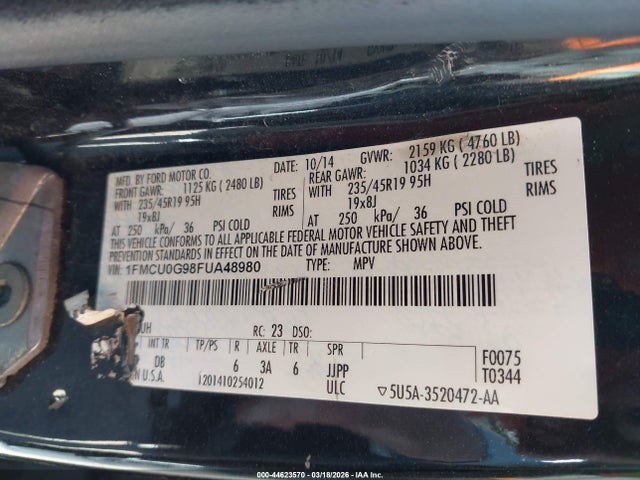 MFD. BY FORD MOTOR CO.
DATE: 10/14 GVWR: 2159 KG ( 4760 LB)
FRONT GAWR: 1125 KG ( 2480 LB) REAR GAWR: 1034 KG ( 2280 LB)
WITH 235/45R19 95H TIRES WITH 235/45R19 95H TIRES
19x8J RIMS 19x8J RIMS
AT 250 kPa/ 36 PSI COLD AT 250 kPa/ 36 PSI COLD
THIS VEHICLE CONFORMS TO ALL APPLICABLE FEDERAL MOTOR VEHICLE SAFETY AND THEFT
PREVENTION STANDARDS IN EFFECT ON THE DATE OF MANUFACTURE SHOWN ABOVE.
VIN: 1FMCU0G98FUA48980 TYPE: MPV
UH RC: 23 DSO:
INT TR TP/PS R AXLE TR SPR
DB 6 3A 6 JJPP F0075
U.S.A. I201410254012 ULC T0344
5U5A-3520472-AA
000-44623570 - 03/18/2026 - IAA Inc.